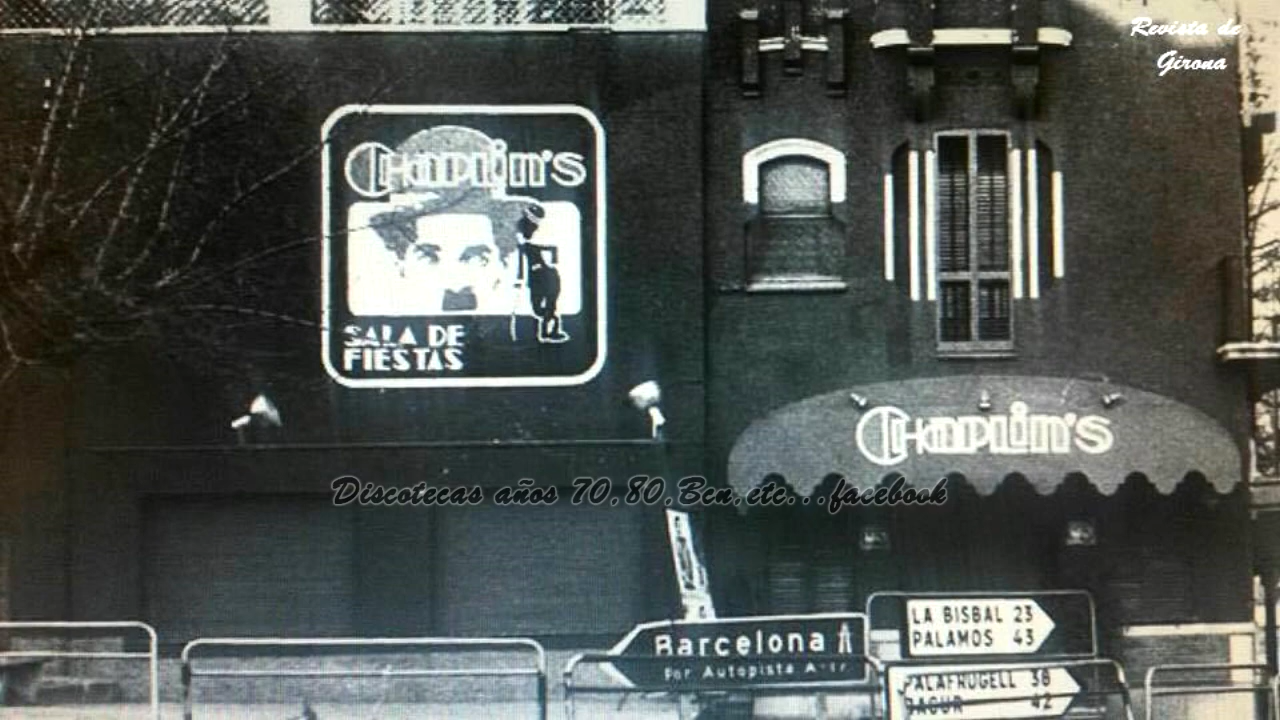 Revista de
Girona
Chaplin's
SALA DE
FIESTAS
Chaplin's
Discotecas años 70,80,Bcn,etc...facebook
LA BISBAL 23
PALAMOS 43
Barcelona
Por Autopista
PALAFRUGELL 38
BAGUR 42